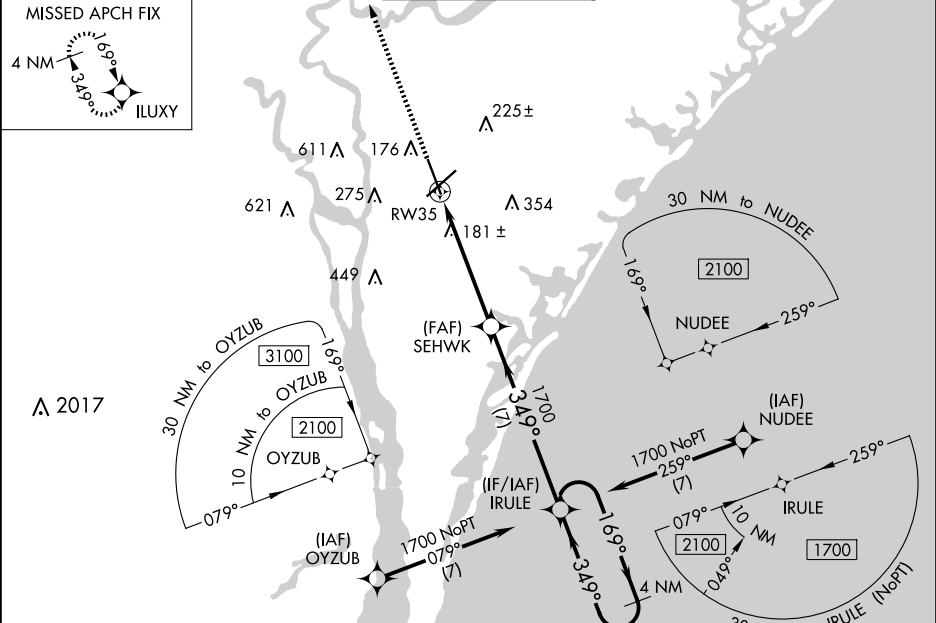 MISSED APCH FIX
4 NM
169°
349°
ILUXY
225±
611
176
275
621
RW35
354
181 ±
449
30 NM to NUDEE
2100
169°
259°
NUDEE
(FAF)
SEHWK
30 NM to OYZUB
3100
169°
10 NM to OYZUB
2100
OYZUB
079°
2017
1700
349°
(7)
(IAF)
NUDEE
1700 NoPT
259°
(7)
(IF/IAF)
IRULE
(IAF)
OYZUB
1700 NoPT
079°
(7)
169°
349°
4 NM
259°
IRULE
079°
10 NM
2100
049°
1700
IRULE (NoPT)